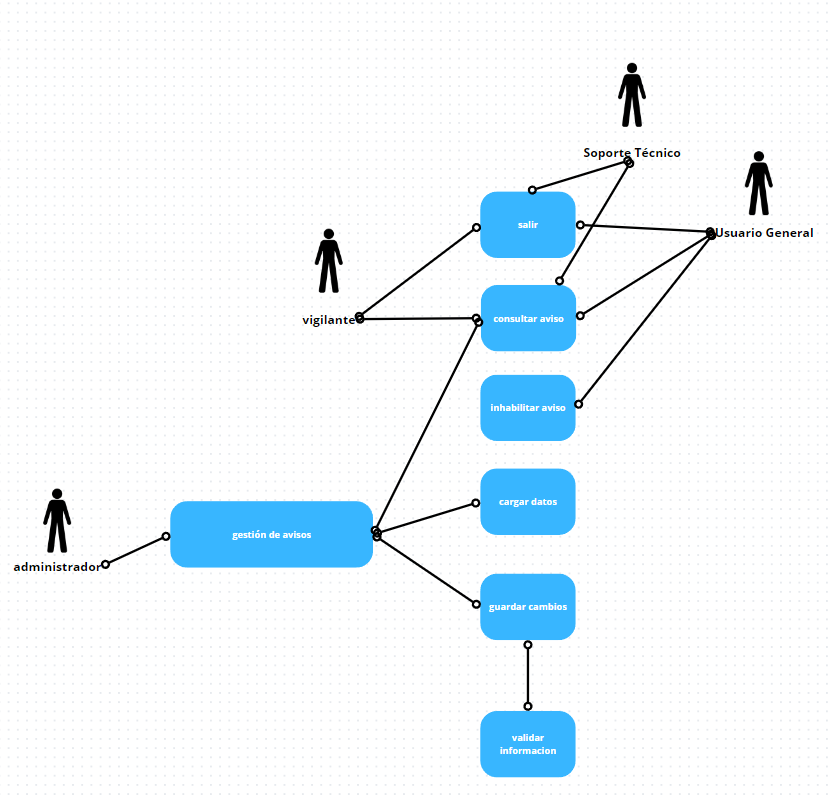 Soporte Técnico
Usuario General
salir
vigilante
consultar aviso
inhabilitar aviso
cargar datos
gestión de avisos
administrador
guardar cambios
validar
informacion